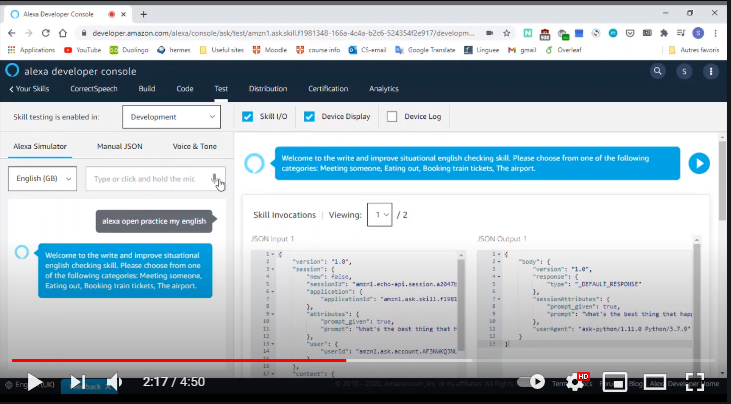 Alexa Developer Console
developer.amazon.com/alexa/console/ask/test/amzn1.ask.skill.f1981348-166a-4c4a-b2c6-524354f2e917/developm...
Applications YouTube Duolingo hermes Useful sites Moodle course info CS-email Google Translate Linguee gmail Overleaf Autres favoris
alexa developer console
S
Your Skills CorrectSpeech Build Code Test Distribution Certification Analytics
Skill testing is enabled in: Development Skill I/O Device Display Device Log
Alexa Simulator Manual JSON Voice & Tone
English (GB) Type or click and hold the mic
alexa open practice my english
Welcome to the write and improve situational
english checking skill. Please choose from one
of the following categories: Meeting someone,
Eating out, Booking train tickets, The airport.
Welcome to the write and improve situational english checking skill. Please choose from one of the following
categories: Meeting someone, Eating out, Booking train tickets, The airport.
Skill Invocations | Viewing: 1 / 2
JSON Input 1
1 {
2 "version": "1.0",
3 "session": {
4 "new": false,
5 "sessionId": "amzn1.echo-api.session.a2047b
6 "application": {
7 "applicationId": "amzn1.ask.skill.f1981
8 },
9 "attributes": {
10 "prompt_given": true,
11 "prompt": "What's the best thing that h
12 },
13 "user": {
14 "userId": "amzn1.ask.account.AF3NWKQJNL
17 "context": {
JSON Output 1
1 {
2 "body": {
3 "version": "1.0",
4 "response": {
5 "type": "_DEFAULT_RESPONSE"
6 },
7 "sessionAttributes": {
8 "prompt_given": true,
9 "prompt": "What's the best thing that hap
10 },
11 "userAgent": "ask-python/1.11.0 Python/3.7.9"
12 }
13 }
2:17 / 4:50
HD
English (UK)
© 2010 - 2020, Amazon.com, Inc. or its affiliates. All Rights
Blog
Alexa Developer Home